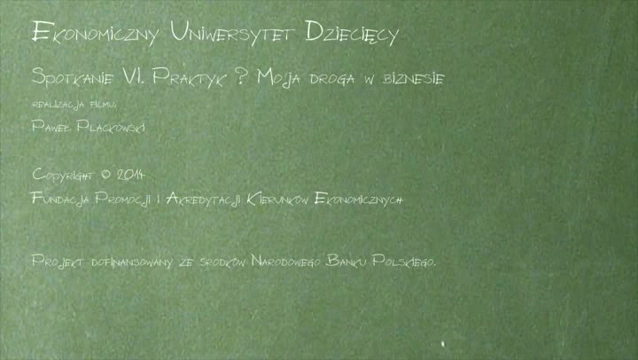 Ekonomiczny Uniwersytet Dziecięcy
Spotkanie VI. Praktyk ? Moja droga w biznesie
realizacja filmu:
Paweł Plackowski
Copyright © 2014
Fundacja Promocji i Akredytacji Kierunków Ekonomicznych
Projekt dofinansowany ze środków Narodowego Banku Polskiego.